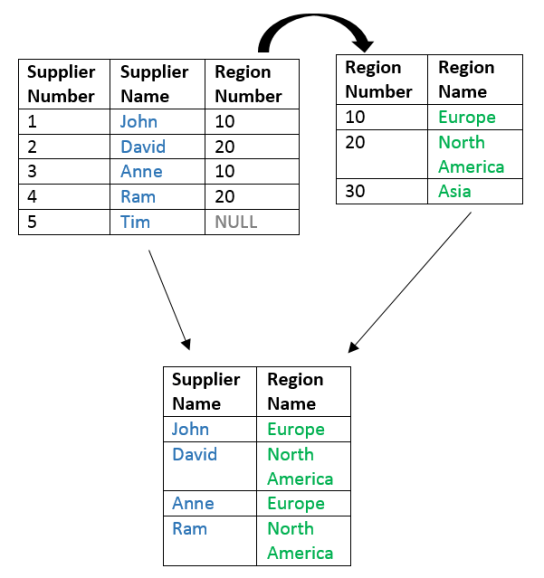 Supplier Number Supplier Name Region Number
1 John 10
2 David 20
3 Anne 10
4 Ram 20
5 Tim NULL
Region Number Region Name
10 Europe
20 North America
30 Asia
Supplier Name Region Name
John Europe
David North America
Anne Europe
Ram North America